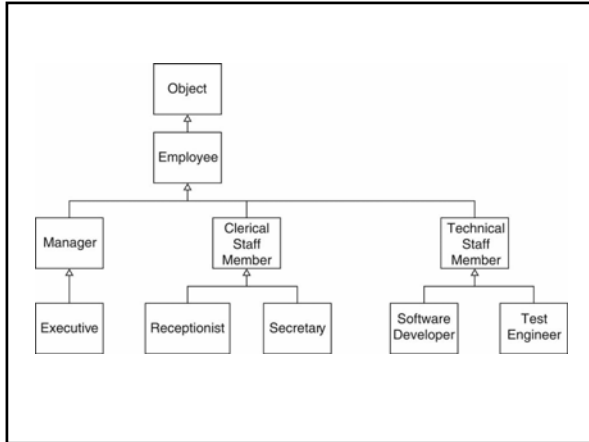 Object
Employee
Manager
Clerical
Staff
Member
Technical
Staff
Member
Executive
Receptionist
Secretary
Software
Developer
Test
Engineer